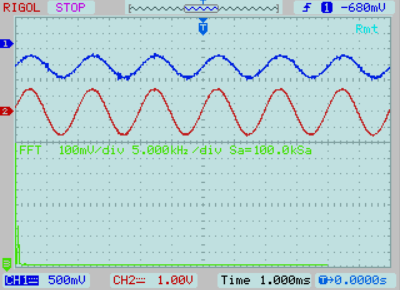 RIGOL STOP T 1 -680mV
Rmt
T
1
2
FFT 100mV/div 5.000kHz/div Sa=100.0kSa
CH1 500mV CH2 1.00V Time 1.000ms T→0.0000s